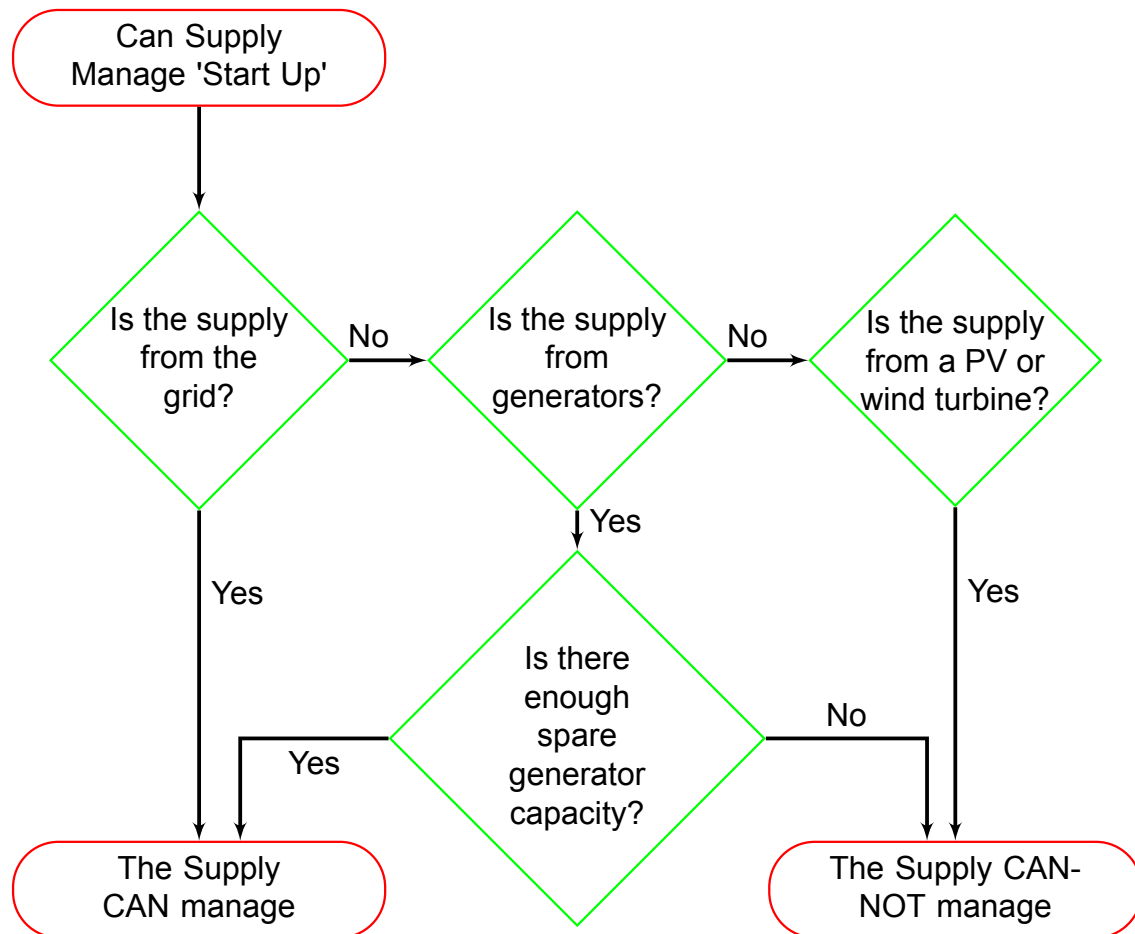 Can Supply
Manage 'Start Up'
Is the supply
from the
grid?
No
Is the supply
from
generators?
No
Is the supply
from a PV or
wind turbine?
Yes
Yes
Yes
Is there
enough
spare
generator
capacity?
Yes
No
The Supply
CAN manage
The Supply CAN-
NOT manage